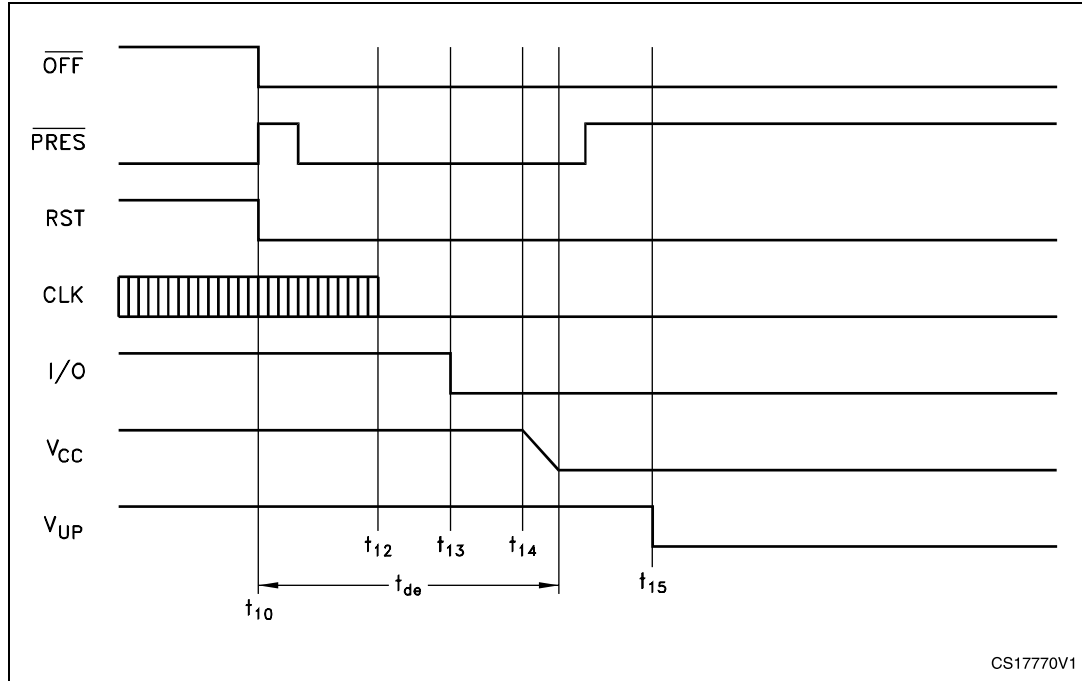 OFF
PRES
RST
CLK
I/O
VCC
VUP
t12 t13 t14
tde
t15
t10
CS17770V1